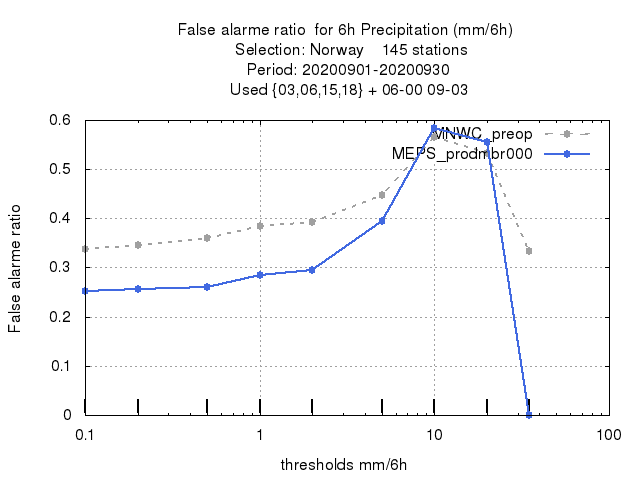 False alarme ratio  for 6h Precipitation (mm/6h)
Selection: Norway    145 stations
Period: 20200901-20200930
Used {03,06,15,18} + 06-00 09-03
0.6
0.5
0.4
0.3
0.2
0.1
0
False alarme ratio
MNWC_preop
MEPS_prodmbr000
0.1
1
10
100
thresholds mm/6h